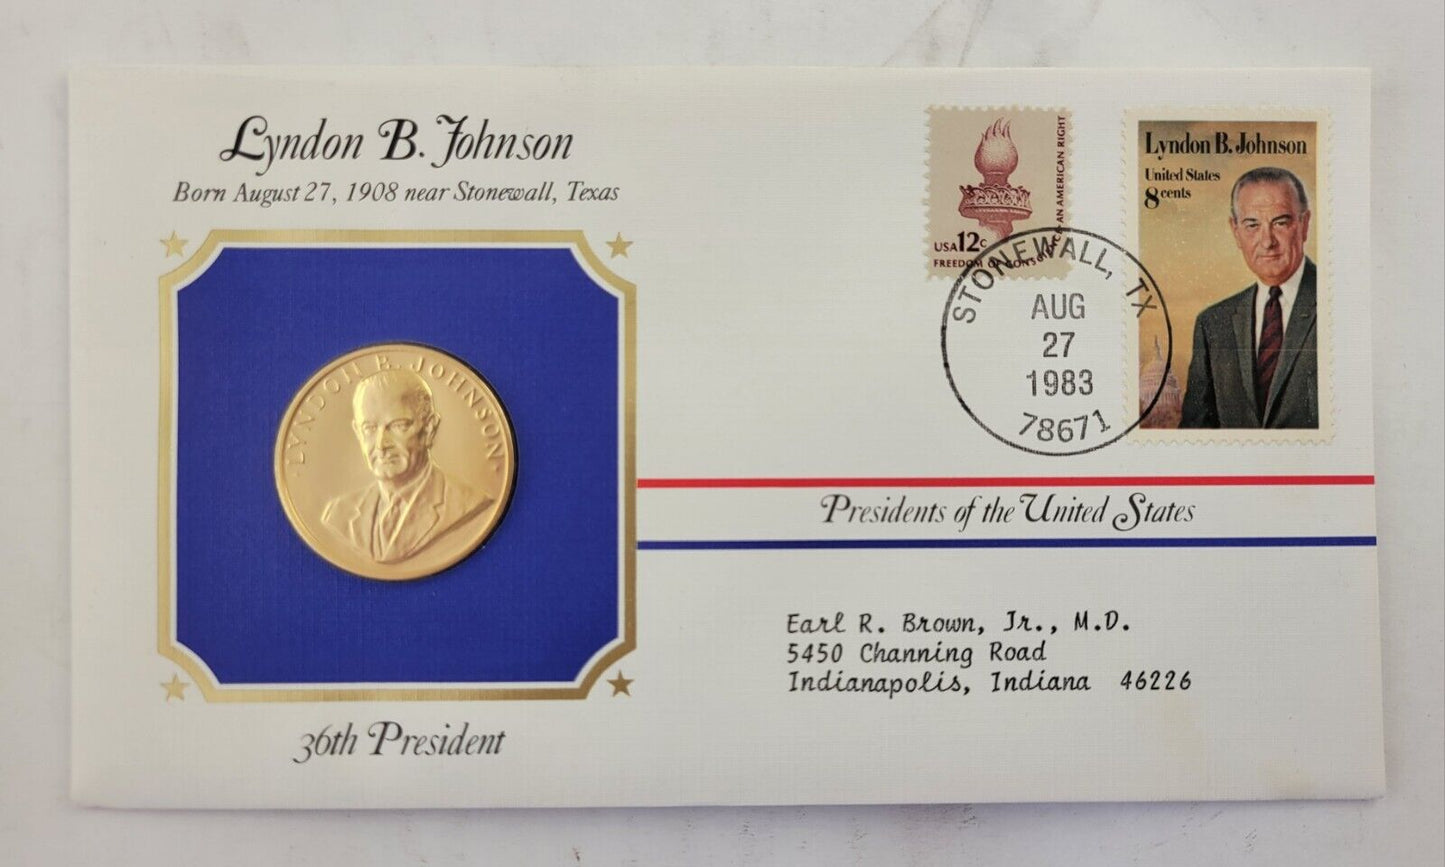 Lyndon B. Johnson
Born August 27, 1908 near Stonewall, Texas
LYNDON B. JOHNSON
36th President
USA 12c
FREEDOM OF CONSCIENCE AN AMERICAN RIGHT
Lyndon B. Johnson
United States
8 cents
STONEWALL, TX
AUG
27
1983
78671
Presidents of the United States
Earl R. Brown, Jr., M.D.
5450 Channing Road
Indianapolis, Indiana 46226